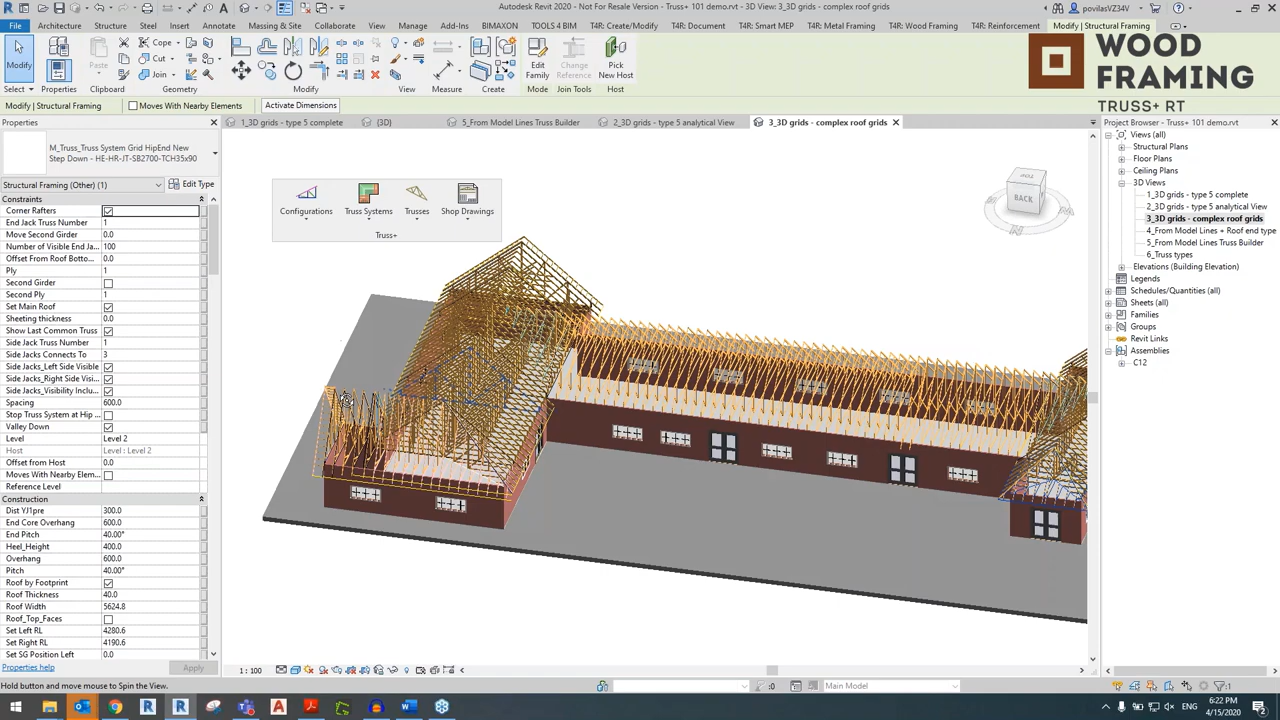 Autodesk Revit 2020 - Not For Resale Version - Truss+ 101 demo.rvt - 3D View: 3_3D grids - complex roof grids
povilasVZ34V
File
Architecture
Structure
Steel
Precast
Systems
Insert
Annotate
Analyze
Massing & Site
Collaborate
View
Manage
Add-Ins
BIMAXON
TOOLS 4 BIM
T4R: Create/Modify
T4R: Document
T4R: Smart MEP
T4R: Metal Framing
T4R: Wood Framing
T4R: Reinforcement
Modify | Structural Framing
Modify
Paste
Cope
Cut
Join
Edit Family
Change Reference
Pick New Host
Select
Properties
Clipboard
Geometry
Modify
View
Measure
Create
Mode
Join Tools
Host
WOOD
FRAMING
TRUSS+ RT
Modify | Structural Framing
Moves With Nearby Elements
Activate Dimensions
Properties
1_3D grids - type 5 complete
{3D}
5_From Model Lines Truss Builder
2_3D grids - type 5 analytical View
3_3D grids - complex roof grids
Project Browser - Truss+ 101 demo.rvt
M_Truss_Truss System Grid HipEnd New
Step Down - HE-HR-JT-SB2700-TCH35x90
Structural Framing (Other) (1)
Edit Type
Constraints
Corner Rafters
End Jack Truss Number 1
Move Second Girder 0.0
Number of Visible End Ja... 100
Offset From Roof Botto... 0.0
Ply 1
Second Girder
Second Ply 1
Set Main Roof
Sheeting thickness 0.0
Show Last Common Truss
Side Jack Truss Number 1
Side Jacks Connects To 3
Side Jacks_Left Side Visible
Side Jacks_Right Side Visi...
Side Jacks_Visibility Inclu...
Spacing 600.0
Stop Truss System at Hip ...
Valley Down
Level Level 2
Host Level : Level 2
Offset from Host 0.0
Moves With Nearby Elem...
Reference Level
Construction
Dist YJ1pre 300.0
End Core Overhang 600.0
End Pitch 40.00°
Heel_Height 400.0
Overhang 600.0
Pitch 40.00°
Roof by Footprint
Roof Thickness 40.0
Roof Width 5624.8
Roof_Top_Faces
Set Left RL 4280.6
Set Right RL 4190.6
Set SG Position Left 0.0
Properties help
Apply
Configurations
Truss Systems
Trusses
Shop Drawings
Truss+
TOP
BACK
Views (all)
Structural Plans
Floor Plans
Ceiling Plans
3D Views
1_3D grids - type 5 complete
2_3D grids - type 5 analytical View
3_3D grids - complex roof grids
4_From Model Lines + Roof end type
5_From Model Lines Truss Builder
6_Truss types
Elevations (Building Elevation)
Legends
Schedules/Quantities (all)
Sheets (all)
Families
Groups
Revit Links
Assemblies
C12
1 : 100
Hold button and move mouse to Spin the View.
:0
Main Model
:1
ENG
6:22 PM
4/15/2020